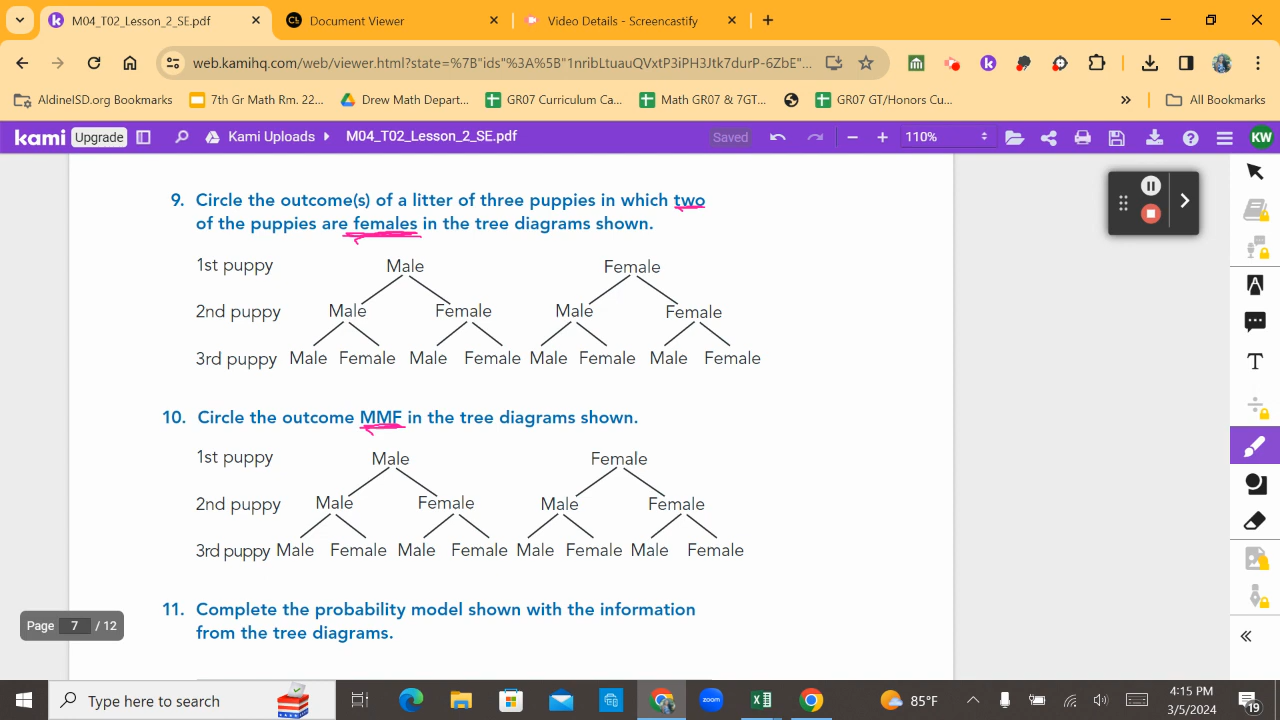 M04_T02_Lesson_2_SE.pdf
Document Viewer
Video Details - Screencastify
web.kamihq.com/web/viewer.html?state=%7B"ids"%3A%5B"1nribLtuauQVxtP3iPH3Jtk7durP-6ZbE"...
AldineISD.org Bookmarks
7th Gr Math Rm. 22...
Drew Math Depart...
GR07 Curriculum Ca...
Math GR07 & 7GT...
GR07 GT/Honors Cu...
»
All Bookmarks
kami Upgrade
Kami Uploads
M04_T02_Lesson_2_SE.pdf
Saved
110%
KW
9. Circle the outcome(s) of a litter of three puppies in which two
of the puppies are females in the tree diagrams shown.
1st puppy Male Female
2nd puppy Male Female Male Female
3rd puppy Male Female Male Female Male Female Male Female
10. Circle the outcome MMF in the tree diagrams shown.
1st puppy Male Female
2nd puppy Male Female Male Female
3rd puppy Male Female Male Female Male Female Male Female
11. Complete the probability model shown with the information
from the tree diagrams.
Page 7 / 12
Type here to search
zoom
85°F
4:15 PM
3/5/2024
19